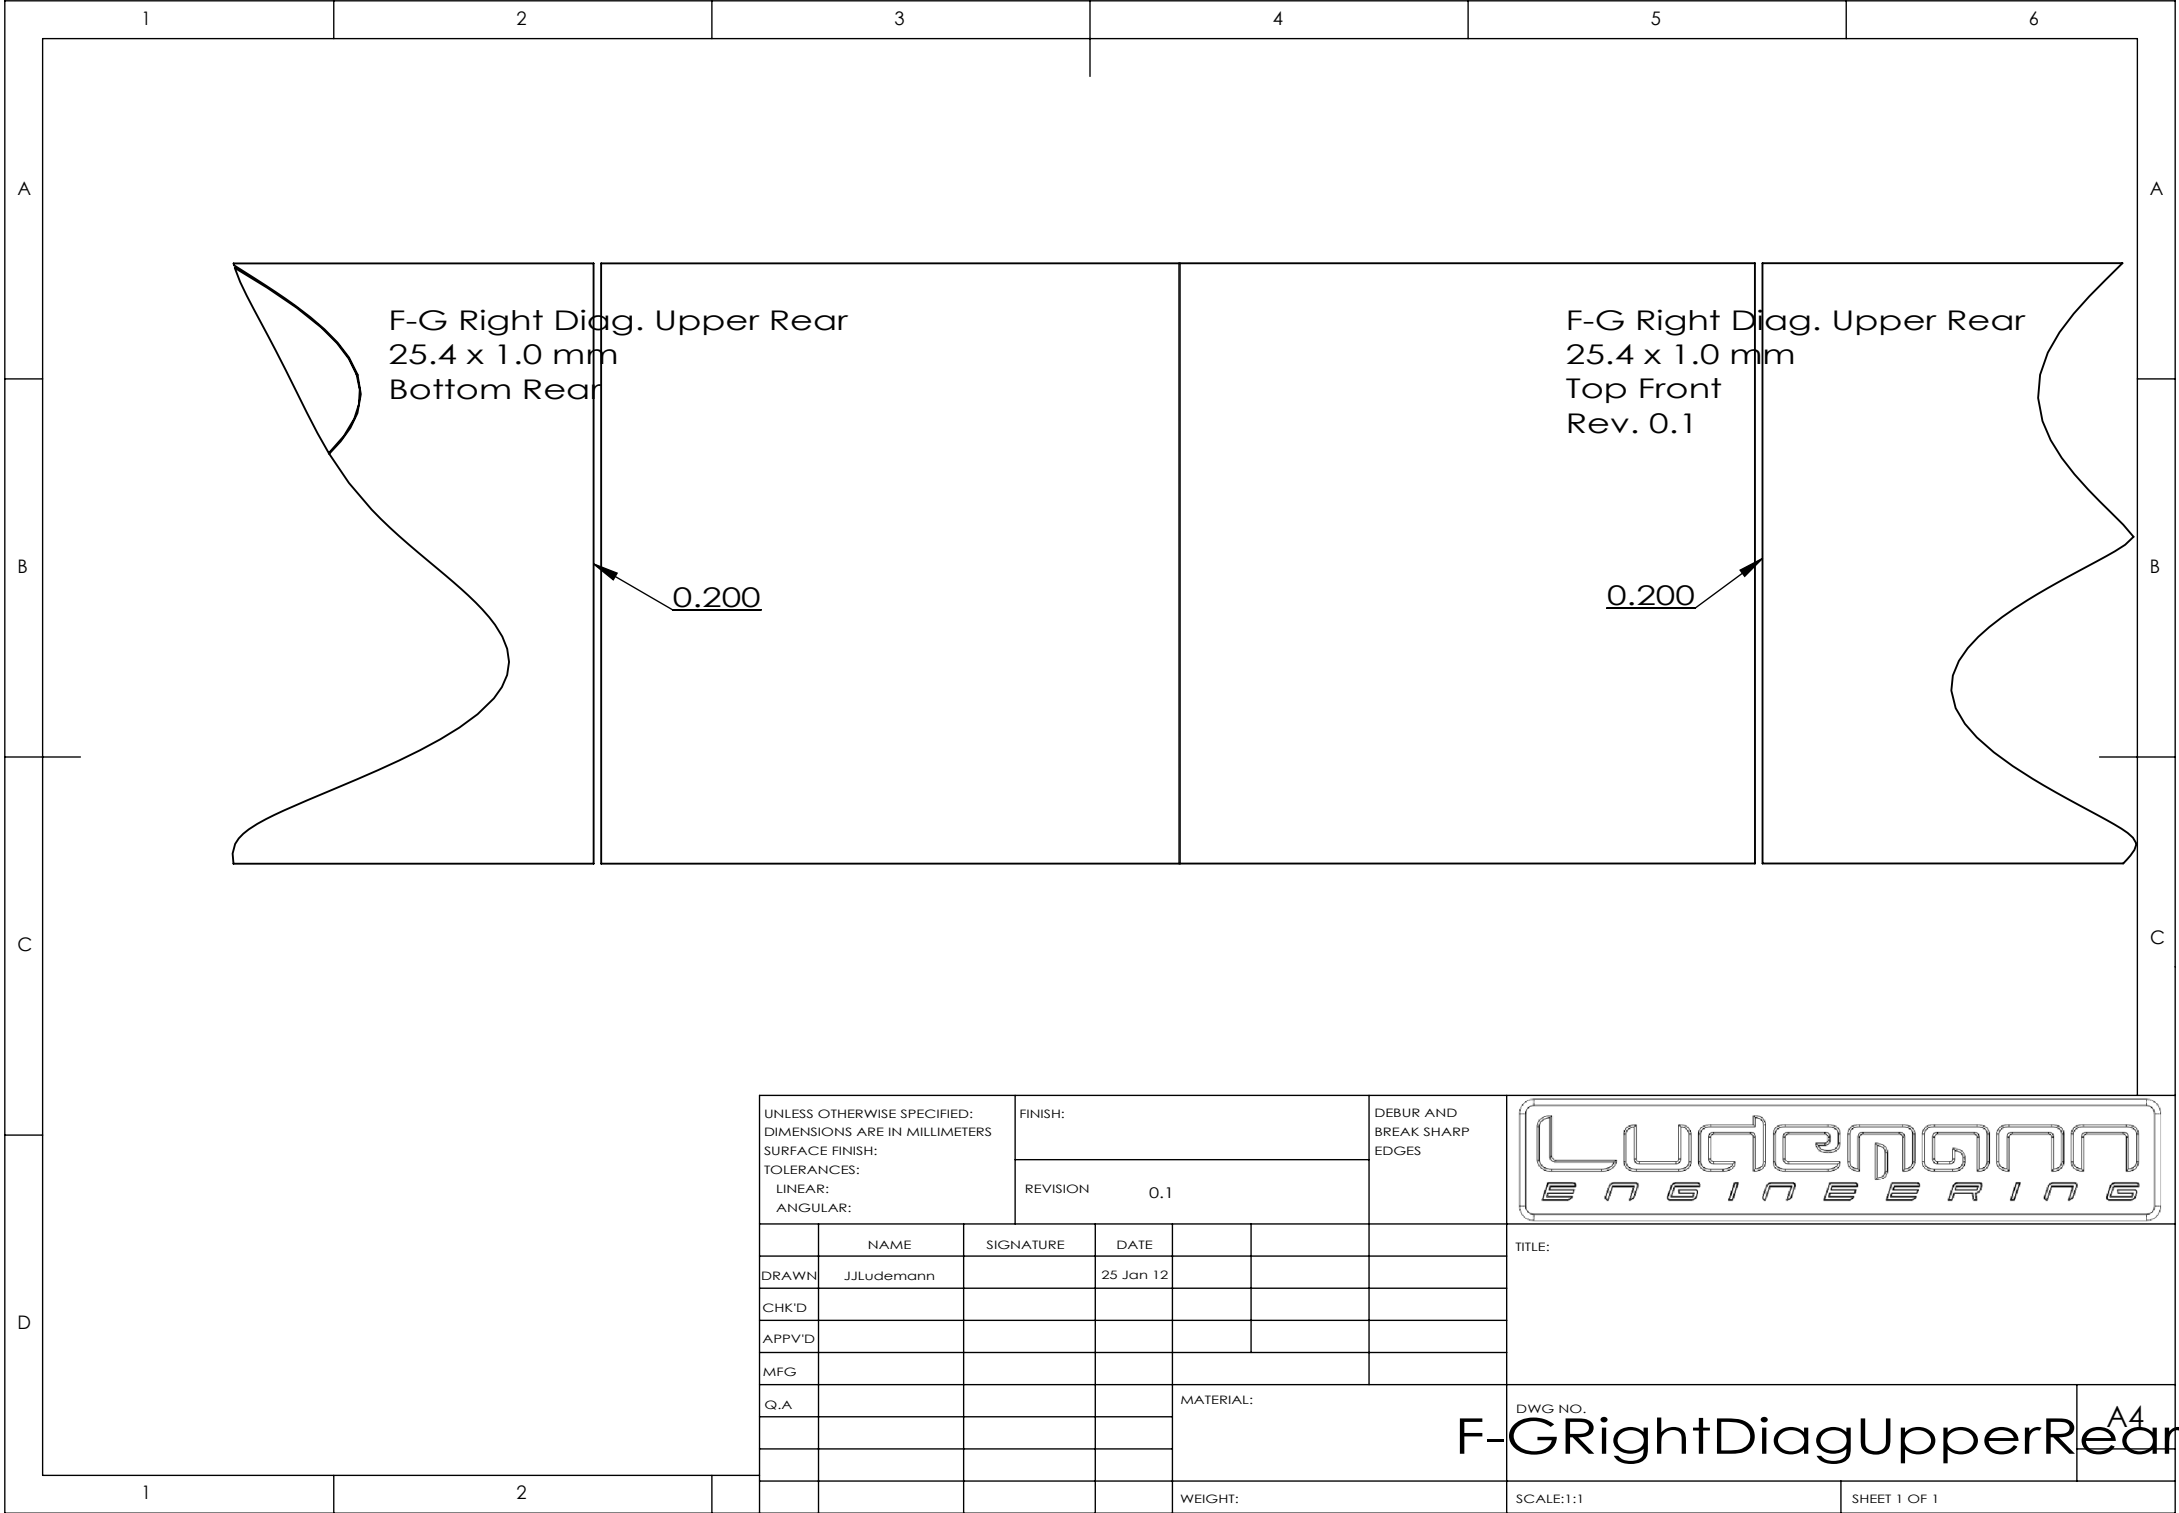 1 2 3 4 5 6
A A
F-G Right Diag. Upper Rear
25.4 x 1.0 mm
Bottom Rear
F-G Right Diag. Upper Rear
25.4 x 1.0 mm
Top Front
Rev. 0.1
B B
0.200
0.200
C C
D
UNLESS OTHERWISE SPECIFIED:
DIMENSIONS ARE IN MILLIMETERS
SURFACE FINISH:
TOLERANCES:
LINEAR:
ANGULAR:
FINISH:
REVISION 0.1
DEBUR AND
BREAK SHARP
EDGES
Ludemann
ENGINEERING
NAME SIGNATURE DATE
DRAWN JJLudemann 25 Jan 12
CHK'D
APPV'D
MFG
Q.A
TITLE:
MATERIAL:
DWG NO.
F-GRightDiagUpperRear
A4
WEIGHT:
SCALE:1:1
SHEET 1 OF 1
1 2